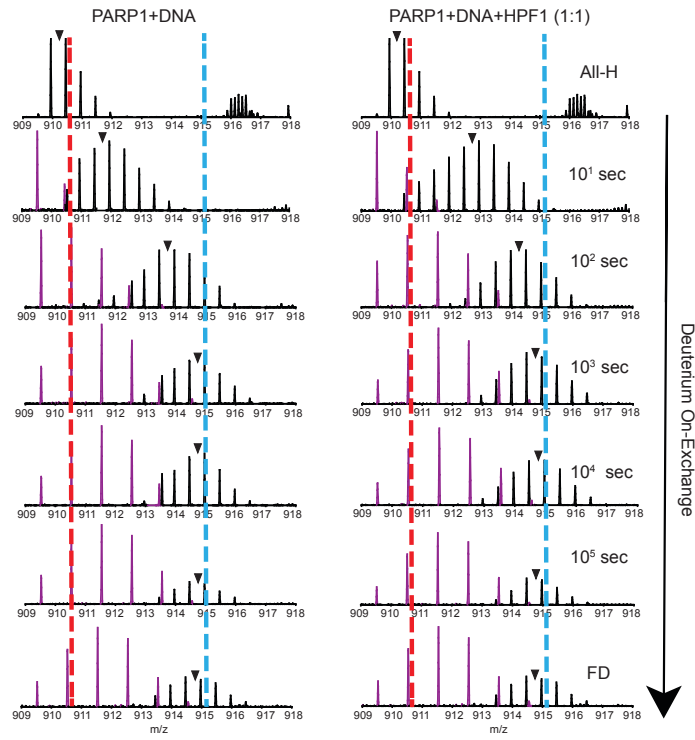 PARP1+DNA
PARP1+DNA+HPF1 (1:1)
All-H
909 910 911 912 913 914 915 916 917 918
909 910 911 912 913 914 915 916 917 918
10¹ sec
909 910 911 912 913 914 915 916 917 918
909 910 911 912 913 914 915 916 917 918
10² sec
909 910 911 912 913 914 915 916 917 918
909 910 911 912 913 914 915 916 917 918
10³ sec
909 910 911 912 913 914 915 916 917 918
909 910 911 912 913 914 915 916 917 918
10⁴ sec
909 910 911 912 913 914 915 916 917 918
909 910 911 912 913 914 915 916 917 918
10⁵ sec
909 910 911 912 913 914 915 916 917 918
909 910 911 912 913 914 915 916 917 918
FD
909 910 911 912 913 914 915 916 917 918
909 910 911 912 913 914 915 916 917 918
m/z
m/z
Deuterium On-Exchange